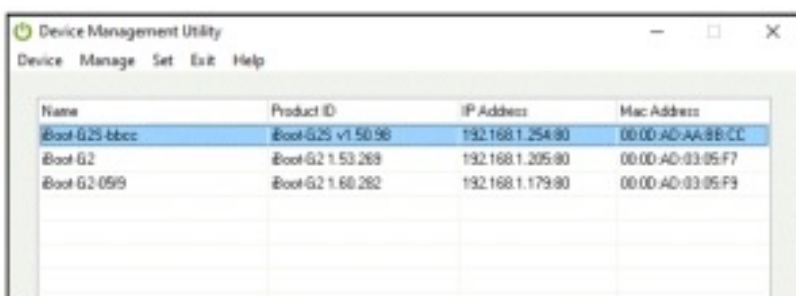 Device Management Utility
Device Manage Set Exit Help
Name Product ID IP Address Mac Address
iBoot-G2S-bbcc iBoot-G2S v1.50.98 192.168.1.254:80 00:0D:AD:AA:BB:CC
iBoot-G2 iBoot-G2 1.53.269 192.168.1.205:80 00:0D:AD:03:05:F7
iBoot-G2-05f9 iBoot-G2 1.60.282 192.168.1.179:80 00:0D:AD:03:05:F9